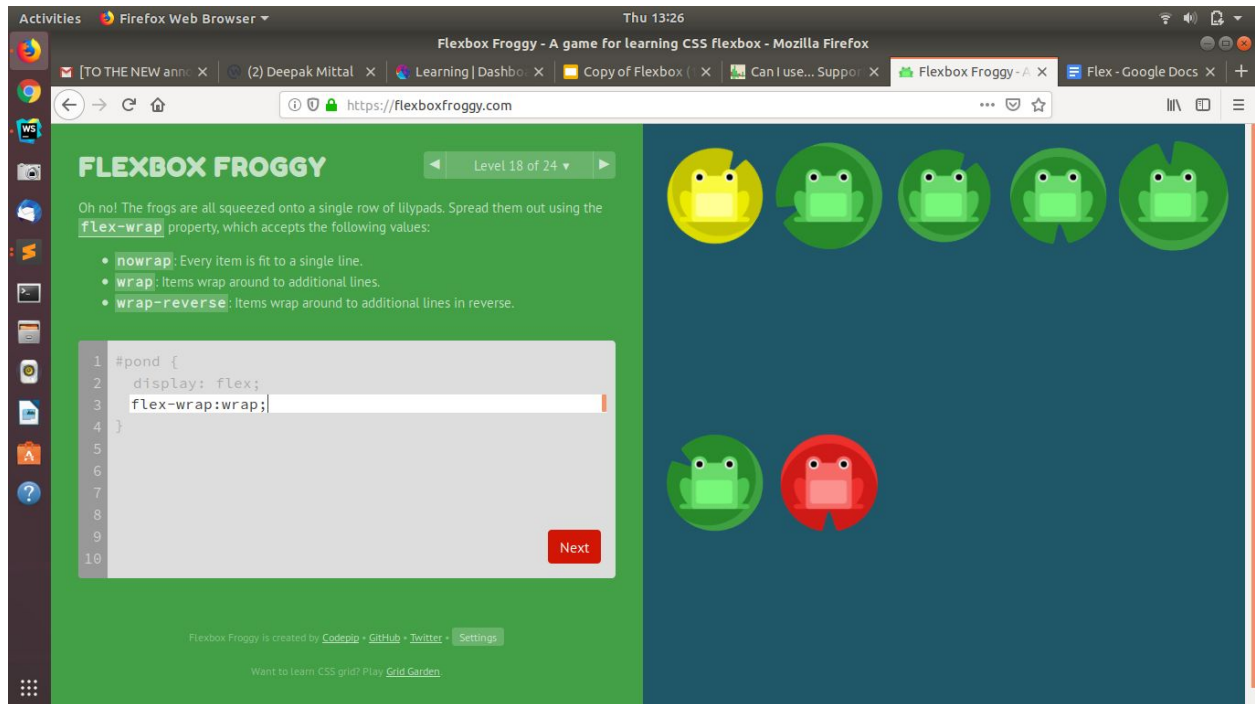 Activities Firefox Web Browser Thu 13:26
Flexbox Froggy - A game for learning CSS flexbox - Mozilla Firefox
[TO THE NEW ann (2) Deepak Mittal Learning | Dashbo Copy of Flexbox ( Can I use... Suppor Flexbox Froggy - A Flex - Google Docs
https://flexboxfroggy.com
WS
FLEXBOX FROGGY
Level 18 of 24
Oh no! The frogs are all squeezed onto a single row of lilypads. Spread them out using the
flex-wrap property, which accepts the following values:
• nowrap: Every item is fit to a single line.
• wrap: Items wrap around to additional lines.
• wrap-reverse: Items wrap around to additional lines in reverse.
1 #pond {
2 display: flex;
3 flex-wrap:wrap;
4 }
5
6
7
8
9
10
Next
Flexbox Froggy is created by Codepip • GitHub • Twitter • Settings
Want to learn CSS grid? Play Grid Garden.